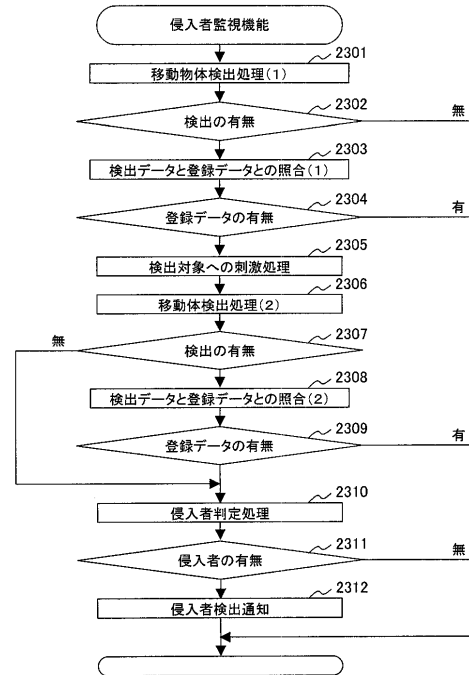 侵入者監視機能
2301
移動物体検出処理(1)
2302
検出の有無
無
2303
検出データと登録データとの照合(1)
2304
登録データの有無
有
2305
検出対象への刺激処理
2306
移動体検出処理(2)
2307
検出の有無
無
2308
検出データと登録データとの照合(2)
2309
登録データの有無
有
2310
侵入者判定処理
2311
侵入者の有無
無
2312
侵入者検出通知